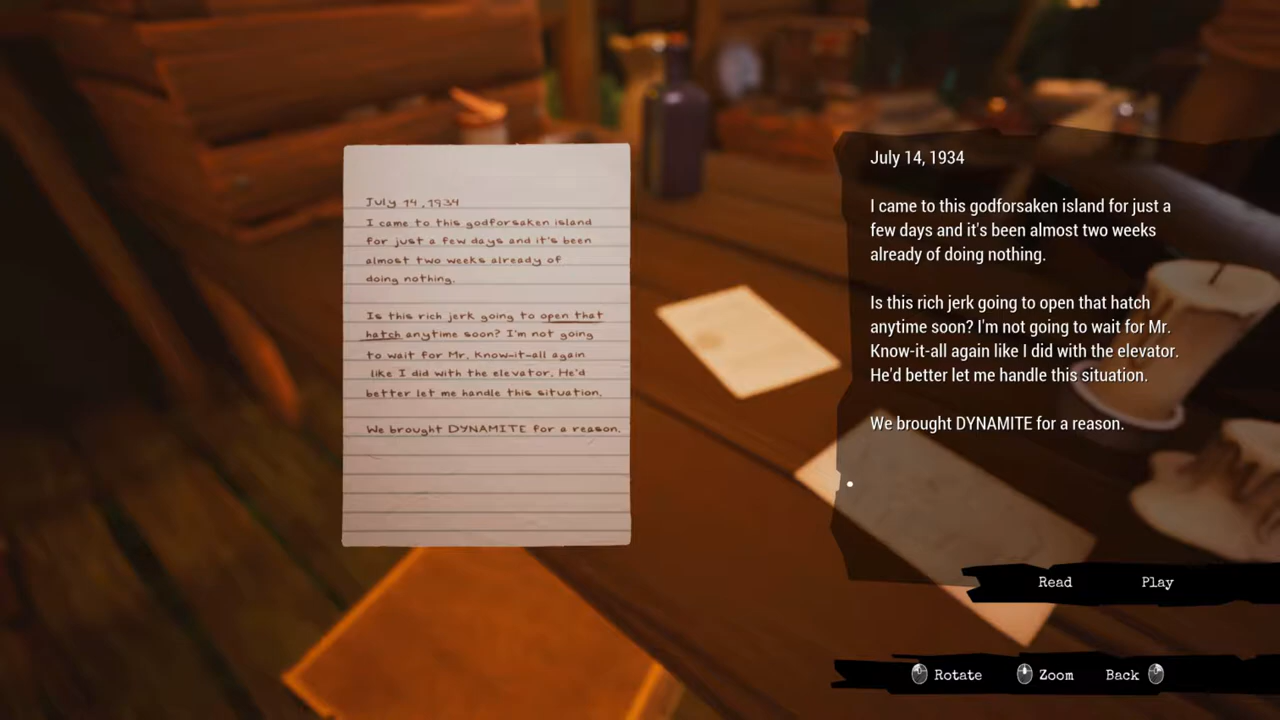 July 14, 1934
I came to this godforsaken island
for just a few days and it's been
almost two weeks already of
doing nothing.
Is this rich jerk going to open that
hatch anytime soon? I'm not going
to wait for Mr. Know-it-all again
like I did with the elevator. He'd
better let me handle this situation.
We brought DYNAMITE for a reason.
July 14, 1934
I came to this godforsaken island for just a
few days and it's been almost two weeks
already of doing nothing.
Is this rich jerk going to open that hatch
anytime soon? I'm not going to wait for Mr.
Know-it-all again like I did with the elevator.
He'd better let me handle this situation.
We brought DYNAMITE for a reason.
Read Play
Rotate Zoom Back